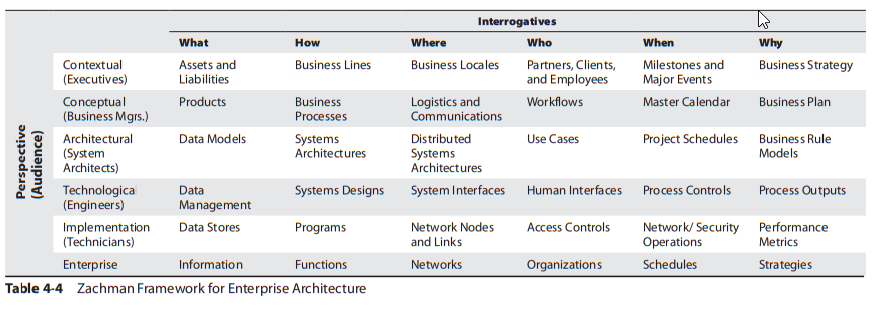 Interrogatives
What How Where Who When Why
Perspective
(Audience)
Contextual Assets and Business Lines Business Locales Partners, Clients, Milestones and Business Strategy
(Executives) Liabilities and Employees Major Events
Conceptual Products Business Logistics and Workflows Master Calendar Business Plan
(Business Mgrs.) Processes Communications
Architectural Data Models Systems Distributed Use Cases Project Schedules Business Rule
(System Architectures Systems Models
Architects) Architectures
Technological Data Systems Designs System Interfaces Human Interfaces Process Controls Process Outputs
(Engineers) Management
Implementation Data Stores Programs Network Nodes Access Controls Network/ Security Performance
(Technicians) and Links Operations Metrics
Enterprise Information Functions Networks Organizations Schedules Strategies
Table 4-4 Zachman Framework for Enterprise Architecture